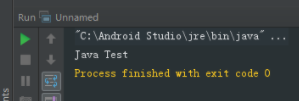 Run Unnamed
"C:\Android Studio\jre\bin\java" ...
Java Test
Process finished with exit code 0